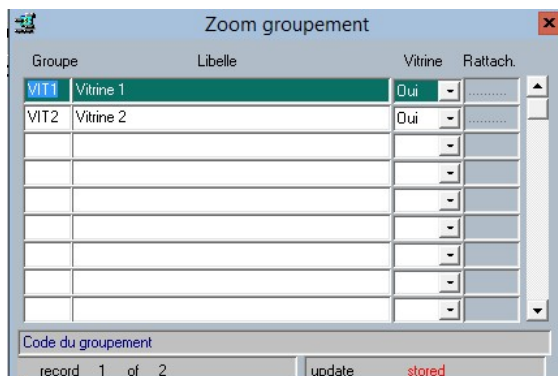 Zoom groupement
Groupe Libelle Vitrine Rattach.
VIT1 Vitrine 1 Oui ..........
VIT2 Vitrine 2 Oui ..........
Code du groupement
record 1 of 2 update stored